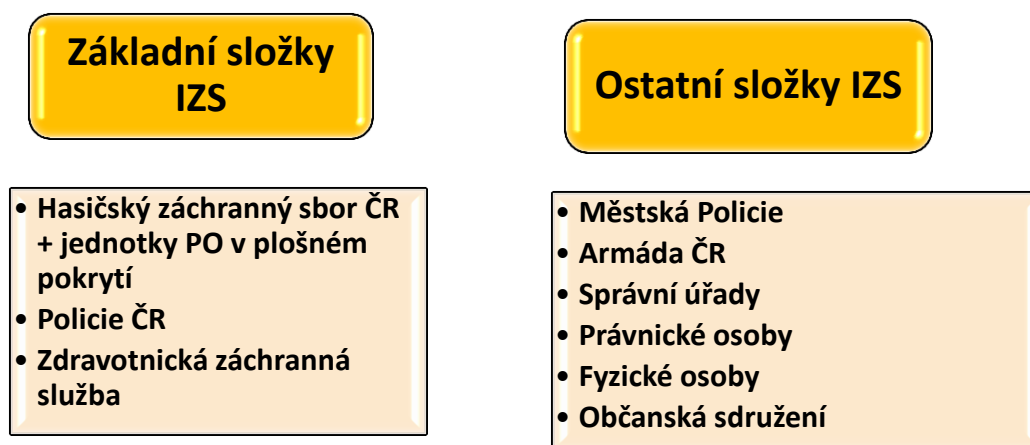 Základní složky
IZS
• Hasičský záchranný sbor ČR
+ jednotky PO v plošném
pokrytí
• Policie ČR
• Zdravotnická záchranná
služba
Ostatní složky IZS
• Městská Policie
• Armáda ČR
• Správní úřady
• Právnické osoby
• Fyzické osoby
• Občanská sdružení